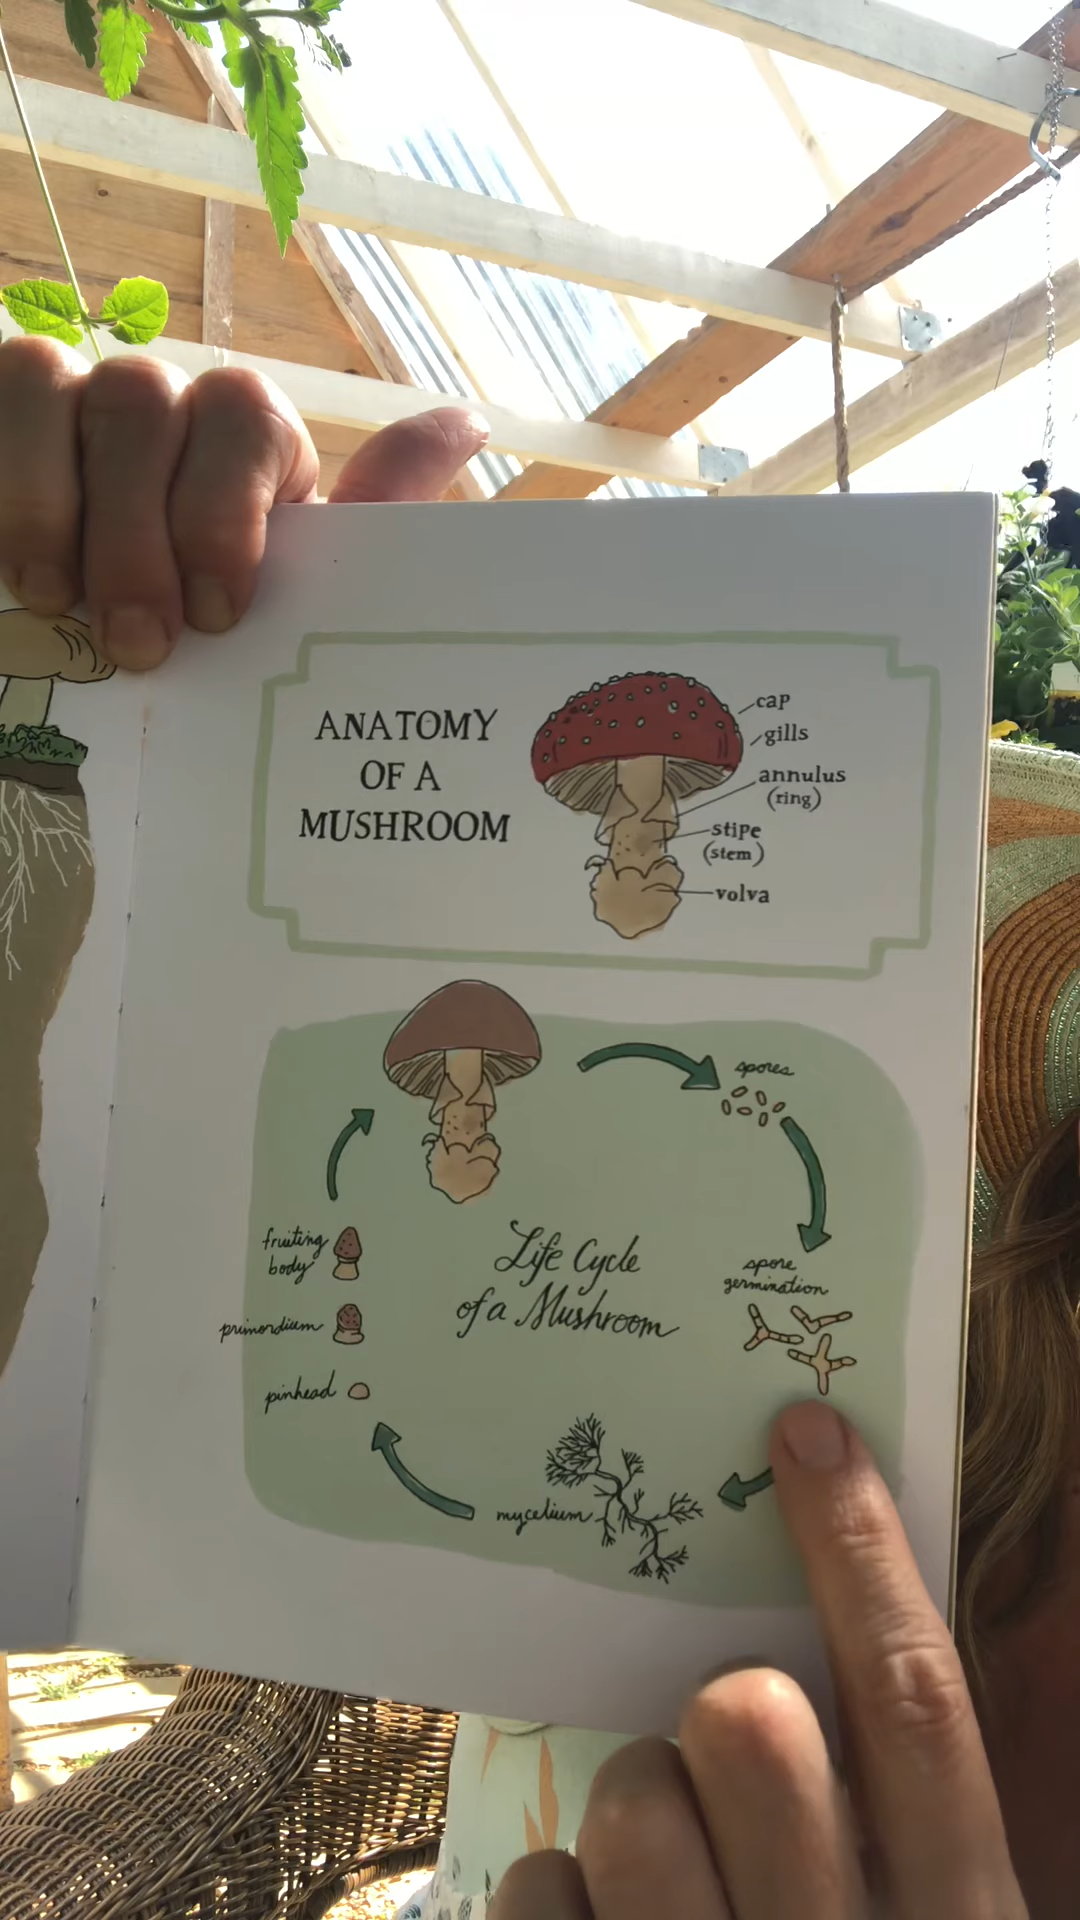 ANATOMY
OF A
MUSHROOM
cap
gills
annulus
(ring)
stipe
(stem)
volva
spores
spore
germination
mycelium
pinhead
primordium
fruiting
body
Life Cycle
of a Mushroom